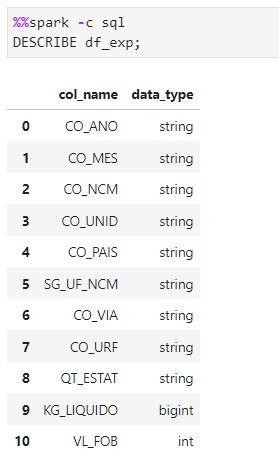 %%spark -c sql
DESCRIBE df_exp;
col_name data_type
0 CO_ANO string
1 CO_MES string
2 CO_NCM string
3 CO_UNID string
4 CO_PAIS string
5 SG_UF_NCM string
6 CO_VIA string
7 CO_URF string
8 QT_ESTAT string
9 KG_LIQUIDO bigint
10 VL_FOB int